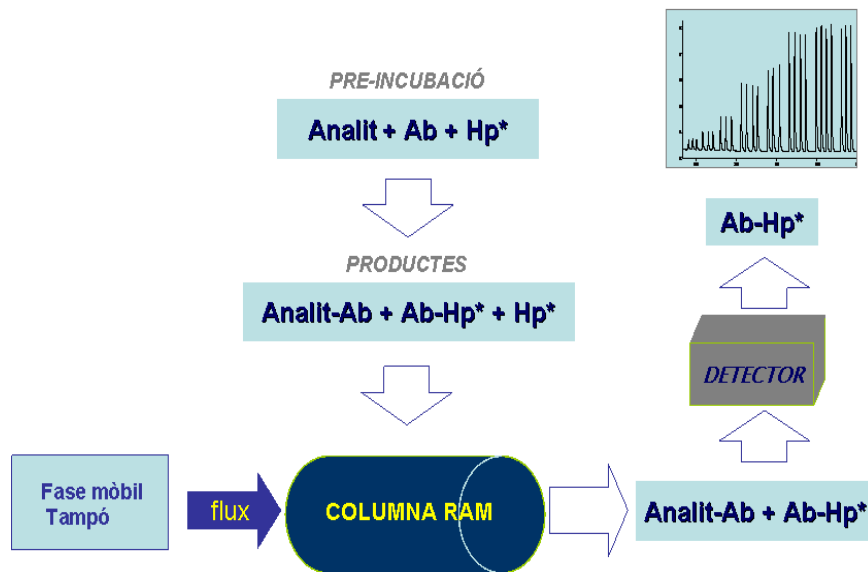 PRE-INCUBACIÓ
Analit + Ab + Hp*
PRODUCTES
Analit-Ab + Ab-Hp* + Hp*
Fase mòbil
Tampó
flux
COLUMNA RAM
Analit-Ab + Ab-Hp*
DETECTOR
Ab-Hp*